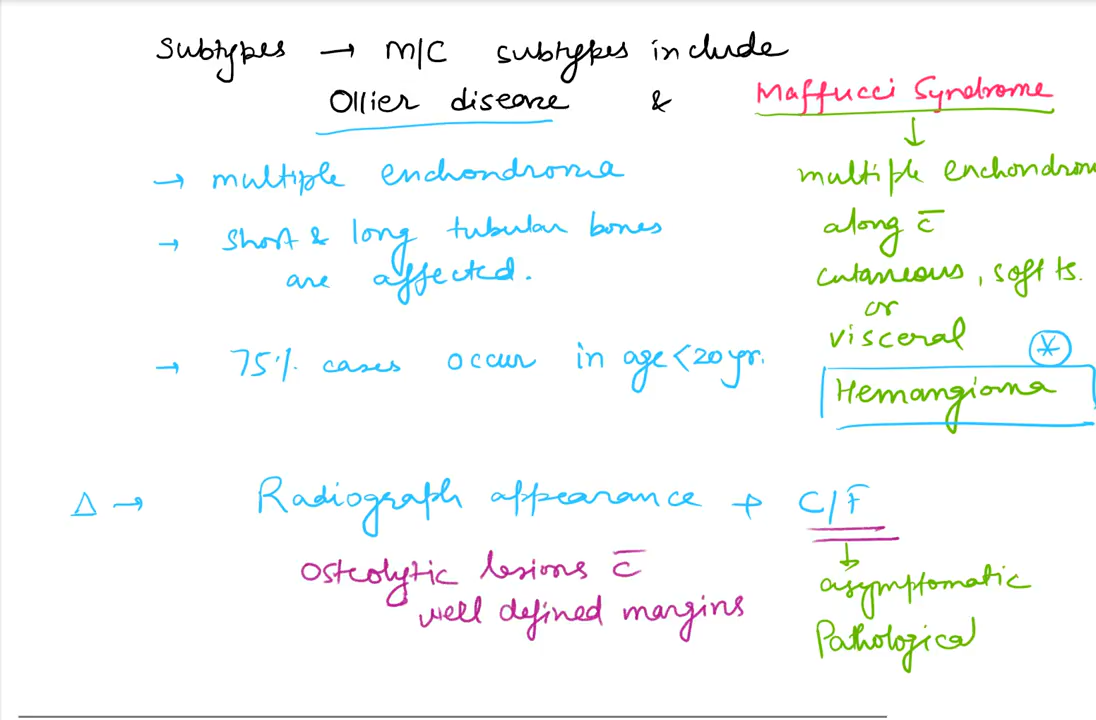 Subtypes → M/C subtypes include
Ollier disease & Maffucci Syndrome
→ multiple enchondroma
→ Short & long tubular bones
are affected.
→ 75% cases occur in age <20 yr.
↓
multiple enchondrom
along c̄
cutaneous, soft ts.
or
visceral
*
Hemangioma
Δ → Radiograph appearance + C/F
Osteolytic lesions c̄
well defined margins
↓
asymptomatic
Pathological